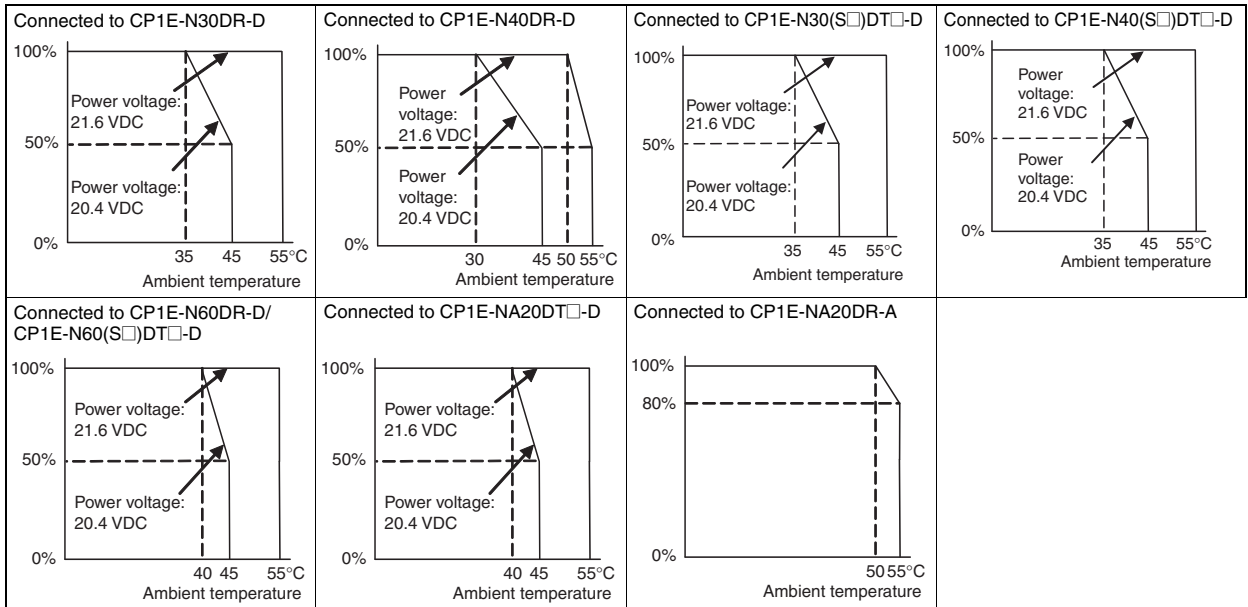 Connected to CP1E-N30DR-D
100%
Power voltage:
21.6 VDC
50%
Power voltage:
20.4 VDC
0%
35 45 55°C
Ambient temperature
Connected to CP1E-N40DR-D
100%
Power
voltage:
21.6 VDC
50%
Power
voltage:
20.4 VDC
0%
30 45 50 55°C
Ambient temperature
Connected to CP1E-N30(S□)DT□-D
100%
Power voltage:
21.6 VDC
50%
Power voltage:
20.4 VDC
0%
35 45 55°C
Ambient temperature
Connected to CP1E-N40(S□)DT□-D
100%
Power
voltage:
21.6 VDC
50%
Power
voltage:
20.4 VDC
0%
35 45 55°C
Ambient temperature
Connected to CP1E-N60DR-D/
CP1E-N60(S□)DT□-D
100%
Power voltage:
21.6 VDC
50%
Power voltage:
20.4 VDC
0%
40 45 55°C
Ambient temperature
Connected to CP1E-NA20DT□-D
100%
Power voltage:
21.6 VDC
50%
Power voltage:
20.4 VDC
0%
40 45 55°C
Ambient temperature
Connected to CP1E-NA20DR-A
100%
80%
0%
50 55°C
Ambient temperature